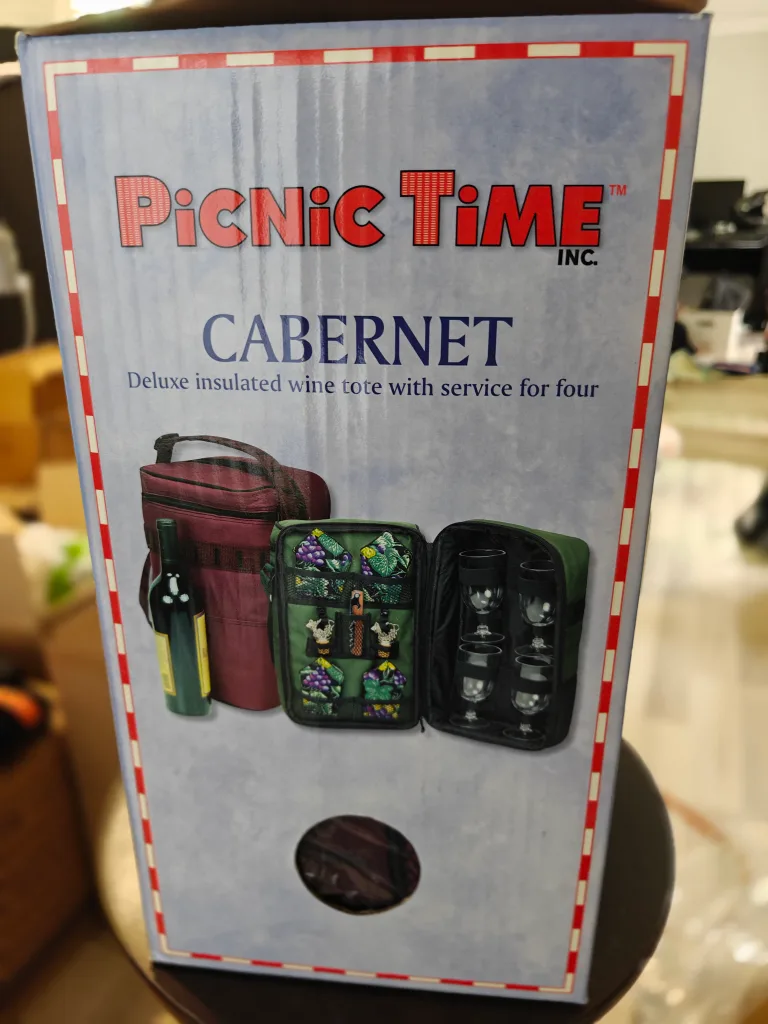 PiCNiC TiME™
INC.
CABERNET
Deluxe insulated wine tote with service for four